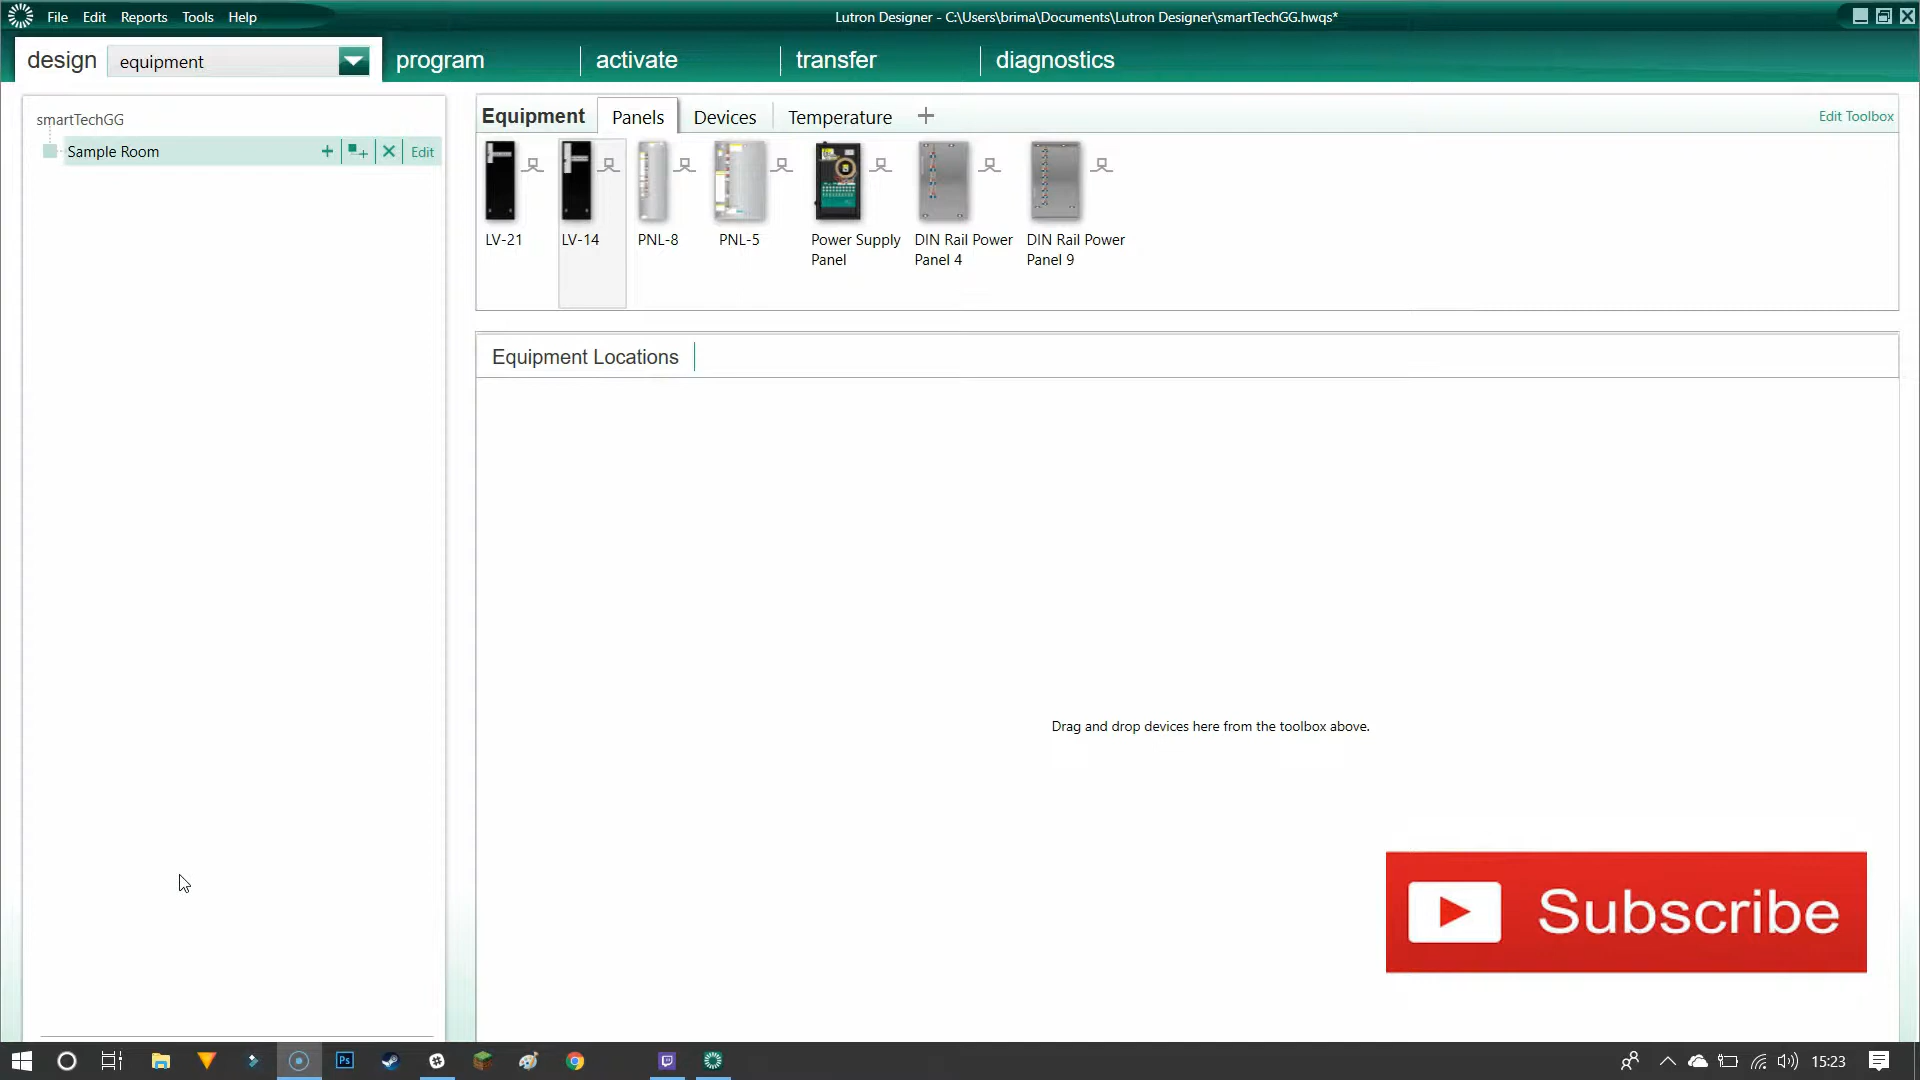 File Edit Reports Tools Help
Lutron Designer - C:\Users\brima\Documents\Lutron Designer\smartTechGG.hwqs*
design equipment program activate transfer diagnostics
smartTechGG
Sample Room + X Edit
Equipment Panels Devices Temperature + Edit Toolbox
LV-21
LV-14
PNL-8
PNL-5
Power Supply
Panel
DIN Rail Power
Panel 4
DIN Rail Power
Panel 9
Equipment Locations
Drag and drop devices here from the toolbox above.
Subscribe
Ps
15:23